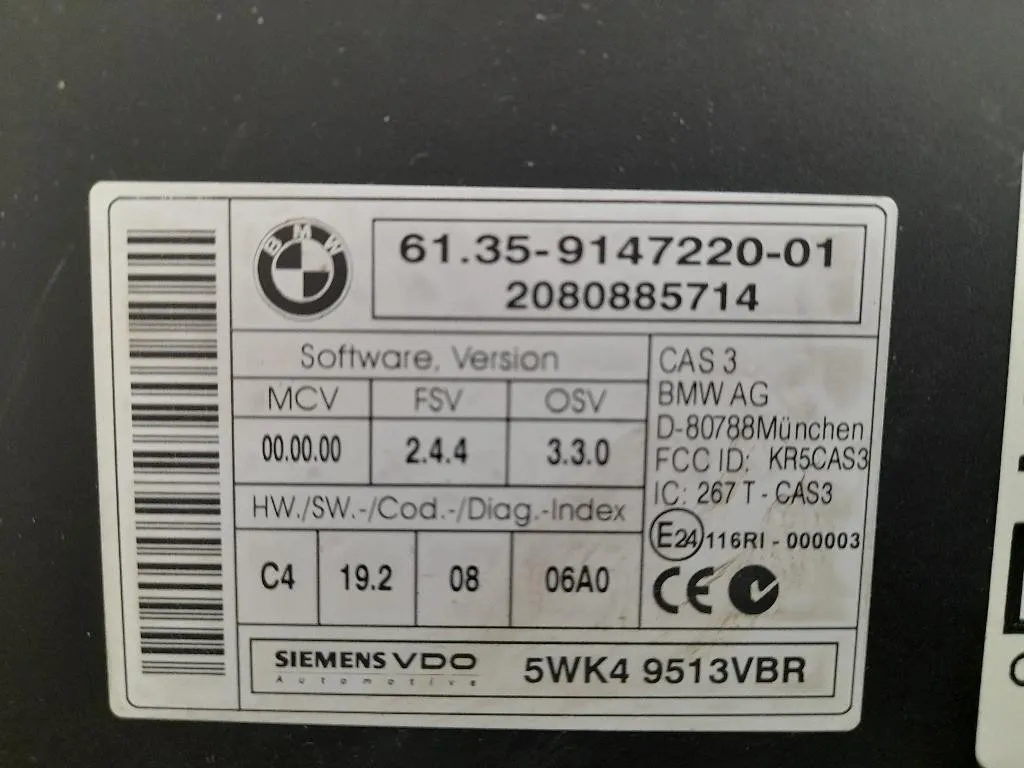 BMW
61.35-9147220-01
2080885714
Software, Version
MCV FSV OSV
00.00.00 2.4.4 3.3.0
HW./SW.-/Cod.-/Diag.-Index
C4 19.2 08 06A0
CAS 3
BMW AG
D-80788München
FCC ID: KR5CAS3
IC: 267 T - CAS3
E24 116RI - 000003
CE
SIEMENS VDO
Automotive
5WK4 9513VBR